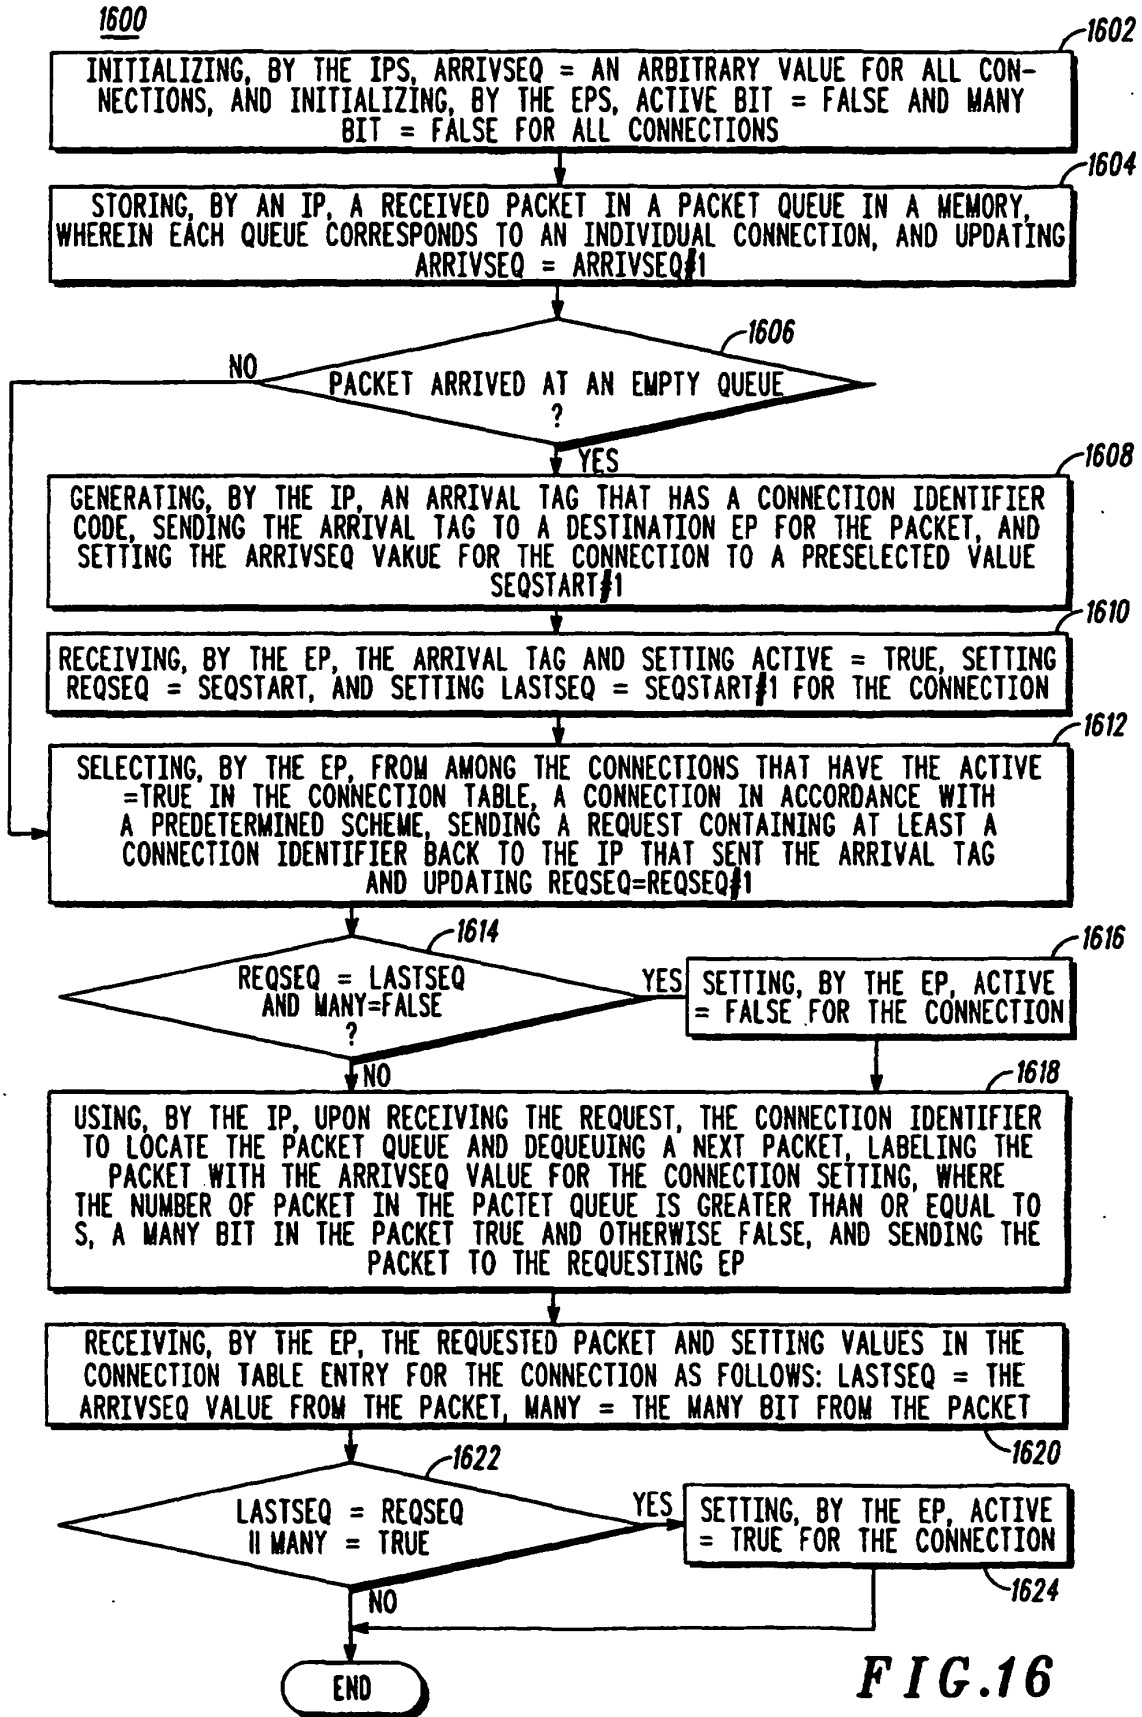 1600
1602
INITIALIZING, BY THE IPS, ARRIVSEQ = AN ARBITRARY VALUE FOR ALL CON-
NECTIONS, AND INITIALIZING, BY THE EPS, ACTIVE BIT = FALSE AND MANY
BIT = FALSE FOR ALL CONNECTIONS
1604
STORING, BY AN IP, A RECEIVED PACKET IN A PACKET QUEUE IN A MEMORY,
WHEREIN EACH QUEUE CORRESPONDS TO AN INDIVIDUAL CONNECTION, AND UPDATING
ARRIVSEQ = ARRIVSEQ#1
1606
NO
PACKET ARRIVED AT AN EMPTY QUEUE
?
YES
1608
GENERATING, BY THE IP, AN ARRIVAL TAG THAT HAS A CONNECTION IDENTIFIER
CODE, SENDING THE ARRIVAL TAG TO A DESTINATION EP FOR THE PACKET, AND
SETTING THE ARRIVSEQ VAKUE FOR THE CONNECTION TO A PRESELECTED VALUE
SEQSTART#1
1610
RECEIVING, BY THE EP, THE ARRIVAL TAG AND SETTING ACTIVE = TRUE, SETTING
REQSEQ = SEQSTART, AND SETTING LASTSEQ = SEQSTART#1 FOR THE CONNECTION
1612
SELECTING, BY THE EP, FROM AMONG THE CONNECTIONS THAT HAVE THE ACTIVE
=TRUE IN THE CONNECTION TABLE, A CONNECTION IN ACCORDANCE WITH
A PREDETERMINED SCHEME, SENDING A REQUEST CONTAINING AT LEAST A
CONNECTION IDENTIFIER BACK TO THE IP THAT SENT THE ARRIVAL TAG
AND UPDATING REQSEQ=REQSEQ#1
1614
REQSEQ = LASTSEQ
AND MANY=FALSE
?
YES
NO
1616
SETTING, BY THE EP, ACTIVE
= FALSE FOR THE CONNECTION
1618
USING, BY THE IP, UPON RECEIVING THE REQUEST, THE CONNECTION IDENTIFIER
TO LOCATE THE PACKET QUEUE AND DEQUEUING A NEXT PACKET, LABELING THE
PACKET WITH THE ARRIVSEQ VALUE FOR THE CONNECTION SETTING, WHERE
THE NUMBER OF PACKET IN THE PACTET QUEUE IS GREATER THAN OR EQUAL TO
S, A MANY BIT IN THE PACKET TRUE AND OTHERWISE FALSE, AND SENDING THE
PACKET TO THE REQUESTING EP
RECEIVING, BY THE EP, THE REQUESTED PACKET AND SETTING VALUES IN THE
CONNECTION TABLE ENTRY FOR THE CONNECTION AS FOLLOWS: LASTSEQ = THE
ARRIVSEQ VALUE FROM THE PACKET, MANY = THE MANY BIT FROM THE PACKET
1620
1622
LASTSEQ = REQSEQ
|| MANY = TRUE
YES
NO
SETTING, BY THE EP, ACTIVE
= TRUE FOR THE CONNECTION
1624
END
FIG.16